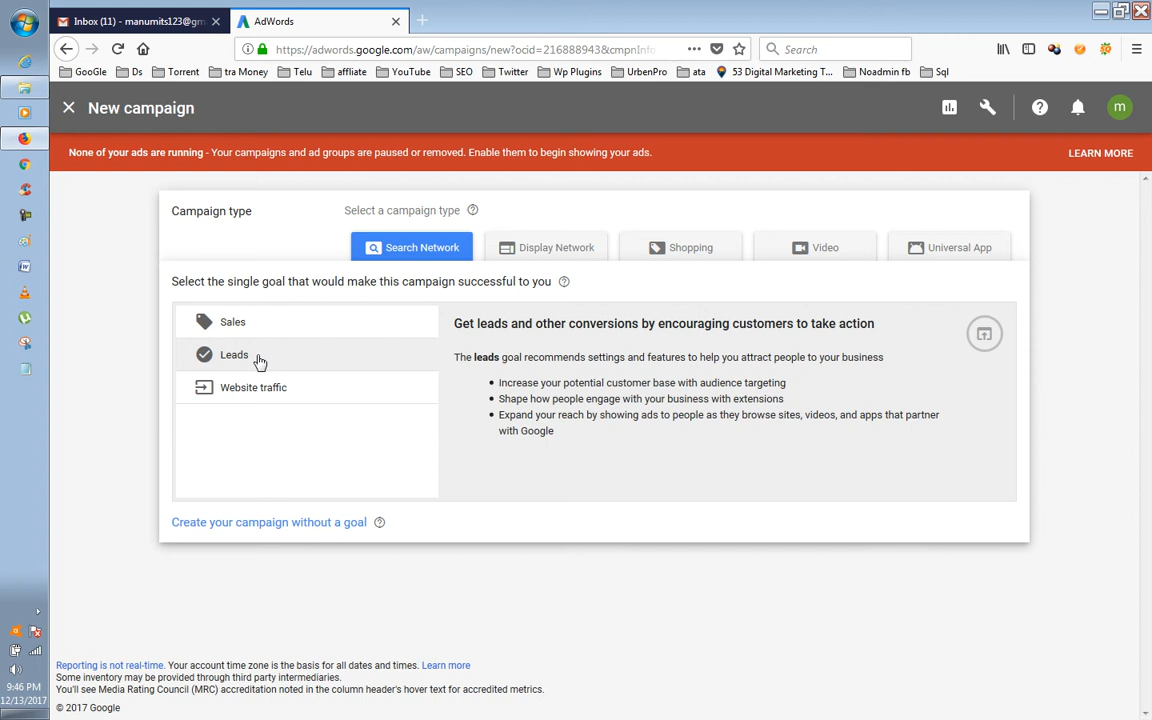 Inbox (11) - manumits123@gm
AdWords
https://adwords.google.com/aw/campaigns/new?ocid=216888943&cmpnInfo
Search
GooGle
Ds
Torrent
tra Money
Telu
affliate
YouTube
SEO
Twitter
Wp Plugins
UrbenPro
ata
53 Digital Marketing T...
Noadmin fb
Sql
New campaign
m
None of your ads are running - Your campaigns and ad groups are paused or removed. Enable them to begin showing your ads.
LEARN MORE
Campaign type
Select a campaign type
Search Network
Display Network
Shopping
Video
Universal App
Select the single goal that would make this campaign successful to you
Sales
Leads
Website traffic
Get leads and other conversions by encouraging customers to take action
The leads goal recommends settings and features to help you attract people to your business
Increase your potential customer base with audience targeting
Shape how people engage with your business with extensions
Expand your reach by showing ads to people as they browse sites, videos, and apps that partner
with Google
Create your campaign without a goal
Reporting is not real-time. Your account time zone is the basis for all dates and times. Learn more
Some inventory may be provided through third party intermediaries.
You'll see Media Rating Council (MRC) accreditation noted in the column header's hover text for accredited metrics.
© 2017 Google
9:46 PM
12/13/2017